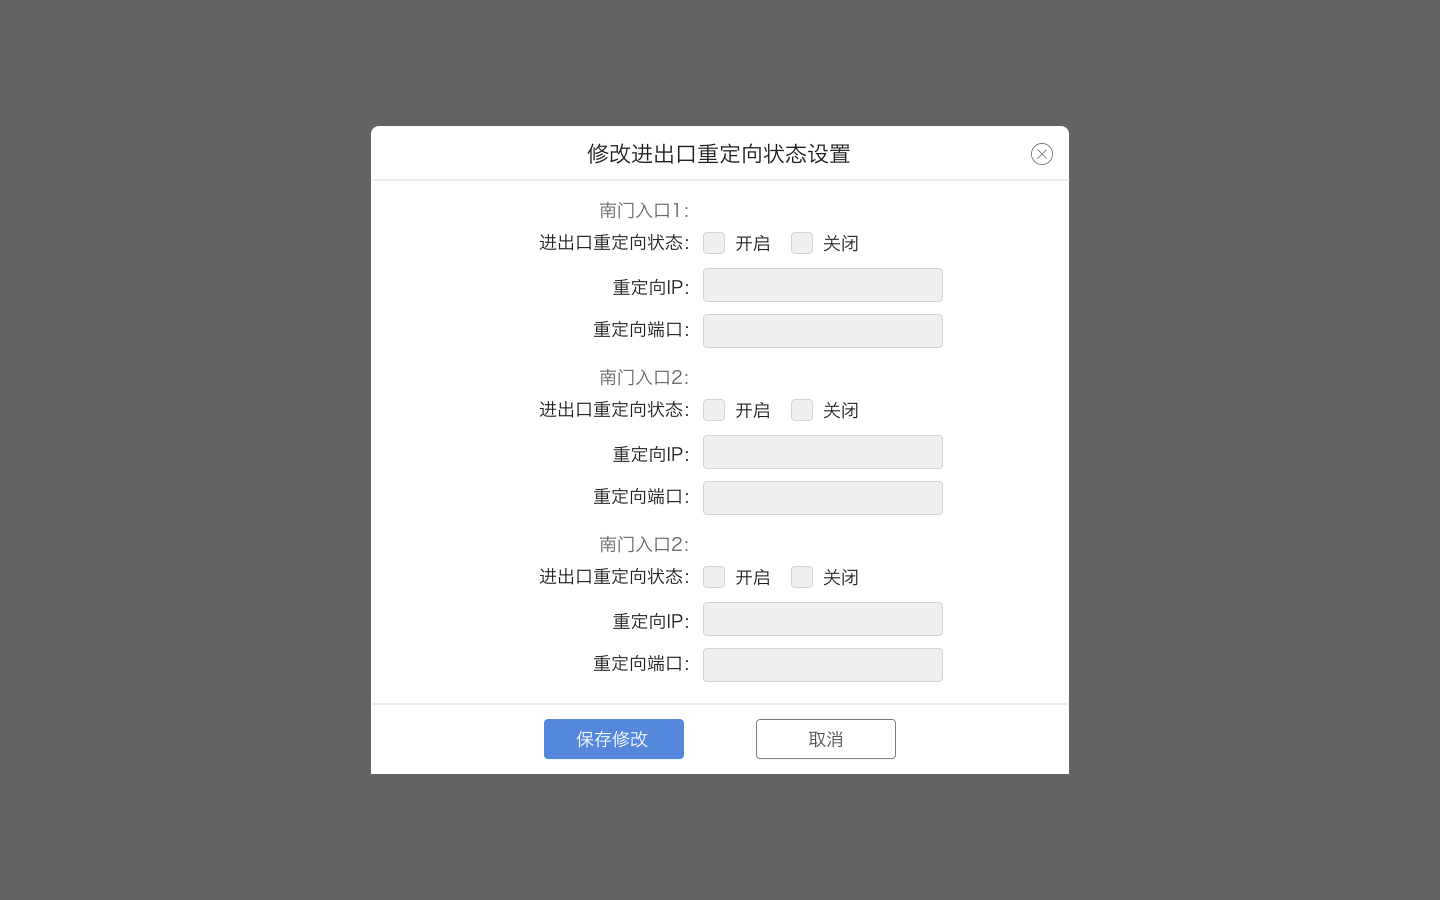 修改进出口重定向状态设置
南门入口1:
进出口重定向状态: 开启 关闭
重定向IP:
重定向端口:
南门入口2:
进出口重定向状态: 开启 关闭
重定向IP:
重定向端口:
南门入口2:
进出口重定向状态: 开启 关闭
重定向IP:
重定向端口:
保存修改 取消